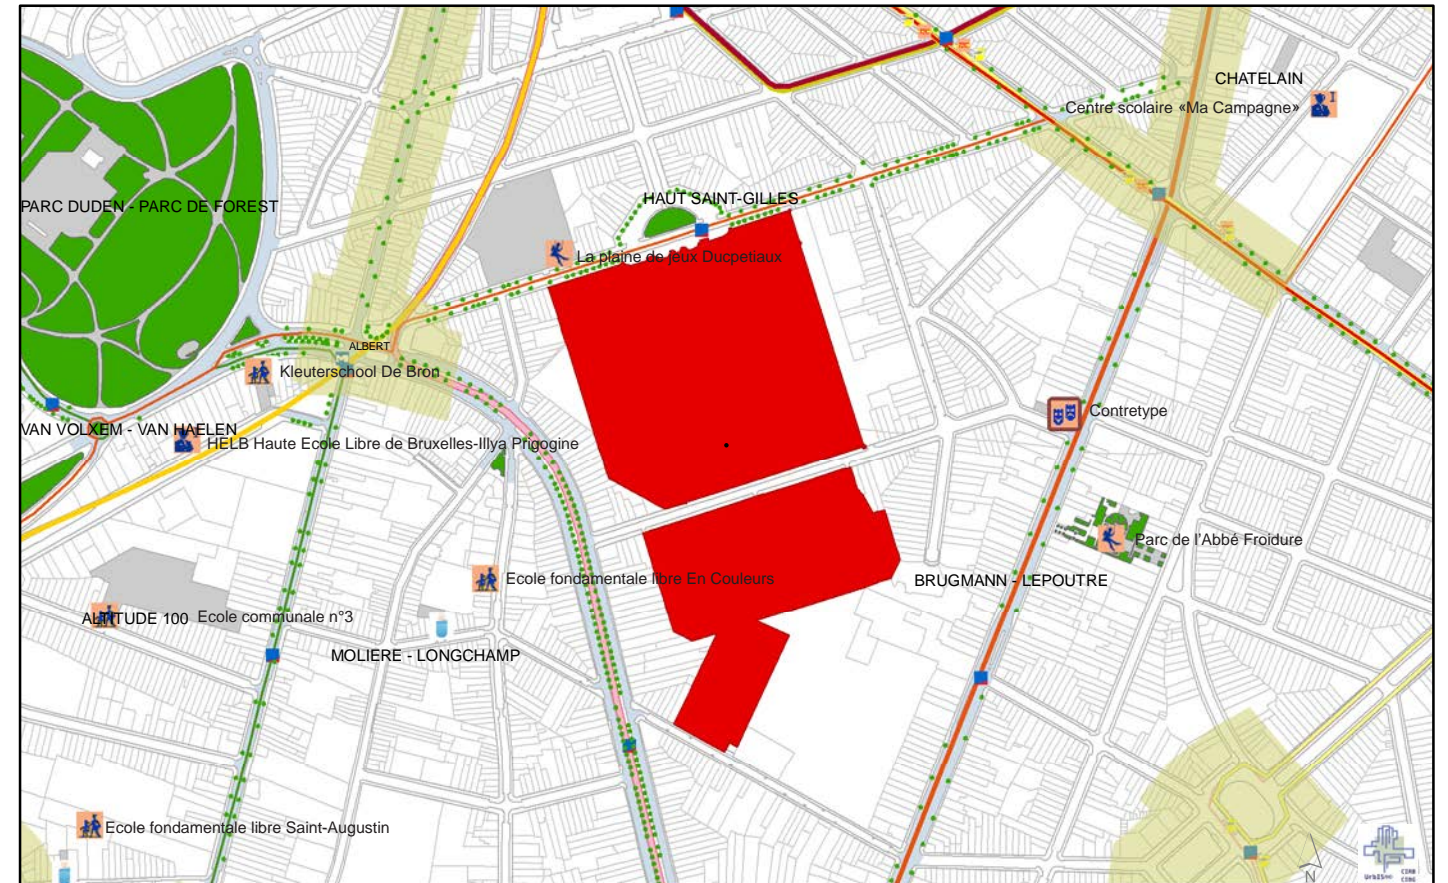 CHATELAIN
Centre scolaire «Ma Campagne»
I
HAUT SAINT-GILLES
PARC DUDEN - PARC DE FOREST
La plaine de jeux Ducpetiaux
ALBERT
Kleuterschool De Bron
Contretype
VAN VOLXEM - VAN HAELEN
HELB Haute Ecole Libre de Bruxelles-Illya Prigogine
Parc de l'Abbé Froidure
Ecole fondamentale libre En Couleurs
BRUGMANN - LEPOUTRE
ALTITUDE 100
Ecole communale n°3
MOLIERE - LONGCHAMP
Ecole fondamentale libre Saint-Augustin
N
UrbIS
CIRB
CIBG